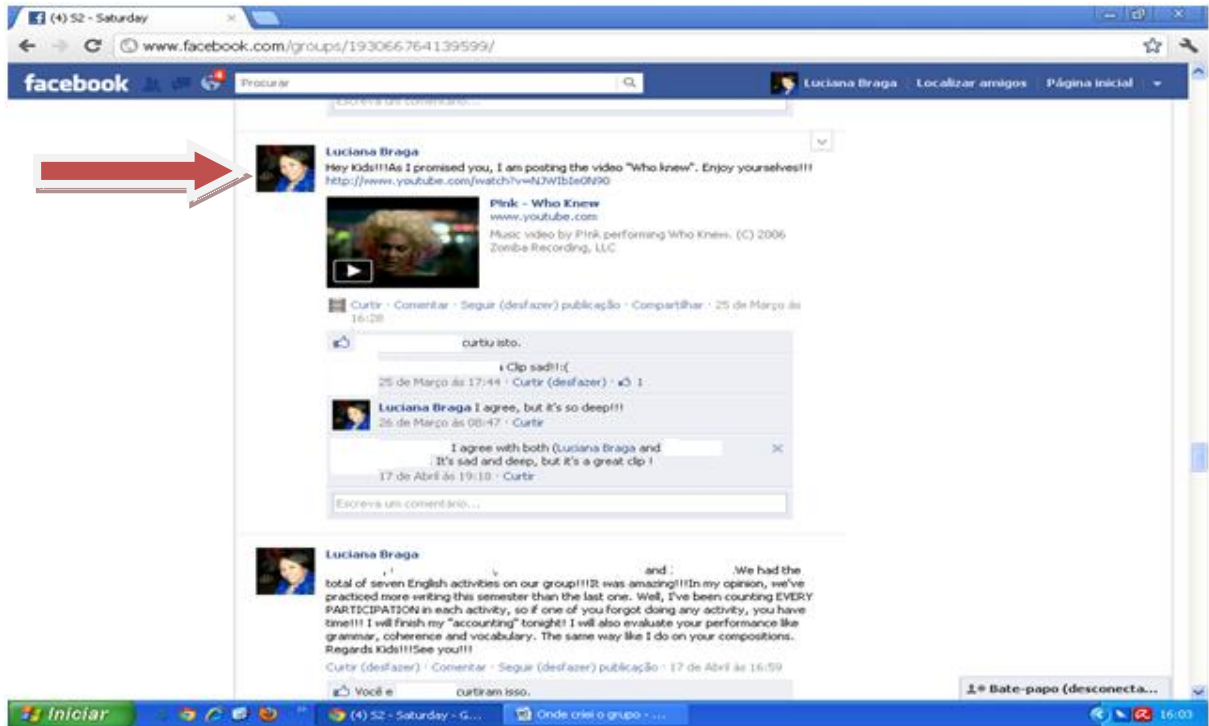 (4) S2 - Saturday
www.facebook.com/groups/193066764139599/
facebook
4
Procurar
Luciana Braga Localizar amigos Página inicial
Escreva um comentário...
Luciana Braga
Hey Kids!!!As I promised you, I am posting the video "Who knew". Enjoy yourselves!!!
http://www.youtube.com/watch?v=NJWIbIe0N90
P!nk - Who Knew
www.youtube.com
Music video by P!nk performing Who Knew. (C) 2006
Zomba Recording, LLC
Curtir · Comentar · Seguir (desfazer) publicação · Compartilhar · 25 de Março às
16:28
curtiu isto.
Clip sad!!:(
25 de Março às 17:44 · Curtir (desfazer) · 1
Luciana Braga I agree, but it's so deep!!!
26 de Março às 08:47 · Curtir
I agree with both (Luciana Braga and
It's sad and deep, but it's a great clip !
17 de Abril às 19:10 · Curtir
Escreva um comentário...
Luciana Braga
, , and .We had the
total of seven English activities on our group!!!It was amazing!!!In my opinion, we've
practiced more writing this semester than the last one. Well, I've been counting EVERY
PARTICIPATION in each activity, so if one of you forgot doing any activity, you have
time!!! I will finish my "accounting" tonight! I will also evaluate your performance like
grammar, coherence and vocabulary. The same way like I do on your compositions.
Regards Kids!!!See you!!!
Curtir (desfazer) · Comentar · Seguir (desfazer) publicação · 17 de Abril às 16:59
Você e curtiram isso.
Bate-papo (desconecta...
Iniciar
(4) S2 - Saturday - G...
Onde criei o grupo - ...
16:03